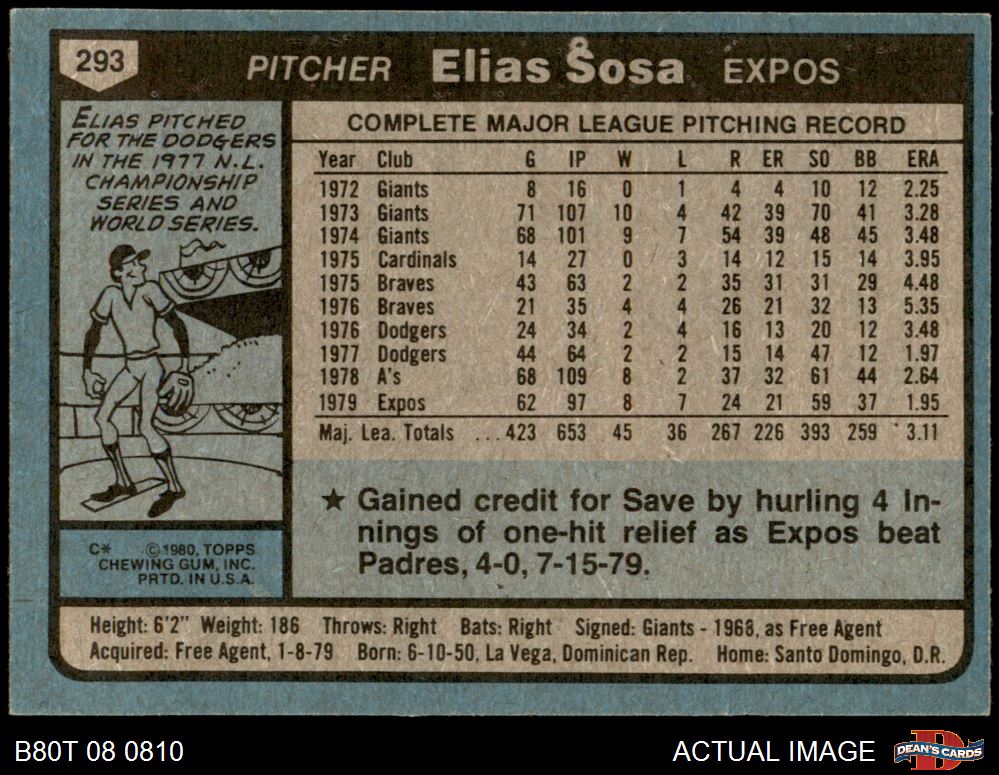 293
PITCHER Elias Sosa EXPOS
ELIAS PITCHED
FOR THE DODGERS
IN THE 1977 N.L.
CHAMPIONSHIP
SERIES AND
WORLD SERIES.
C* ©1980, TOPPS
CHEWING GUM, INC.
PRTD. IN U.S.A.
COMPLETE MAJOR LEAGUE PITCHING RECORD
Year Club G IP W L R ER SO BB ERA
1972 Giants 8 16 0 1 4 4 10 12 2.25
1973 Giants 71 107 10 4 42 39 70 41 3.28
1974 Giants 68 101 9 7 54 39 48 45 3.48
1975 Cardinals 14 27 0 3 14 12 15 14 3.95
1975 Braves 43 63 2 2 35 31 31 29 4.48
1976 Braves 21 35 4 4 26 21 32 13 5.35
1976 Dodgers 24 34 2 4 16 13 20 12 3.48
1977 Dodgers 44 64 2 2 15 14 47 12 1.97
1978 A's 68 109 8 2 37 32 61 44 2.64
1979 Expos 62 97 8 7 24 21 59 37 1.95
Maj. Lea. Totals ...423 653 45 36 267 226 393 259 3.11
★ Gained credit for Save by hurling 4 In-
nings of one-hit relief as Expos beat
Padres, 4-0, 7-15-79.
Height: 6'2" Weight: 186 Throws: Right Bats: Right Signed: Giants - 1968, as Free Agent
Acquired: Free Agent, 1-8-79 Born: 6-10-50, La Vega, Dominican Rep. Home: Santo Domingo, D.R.
B80T 08 0810
ACTUAL IMAGE
DEAN'S CARDS